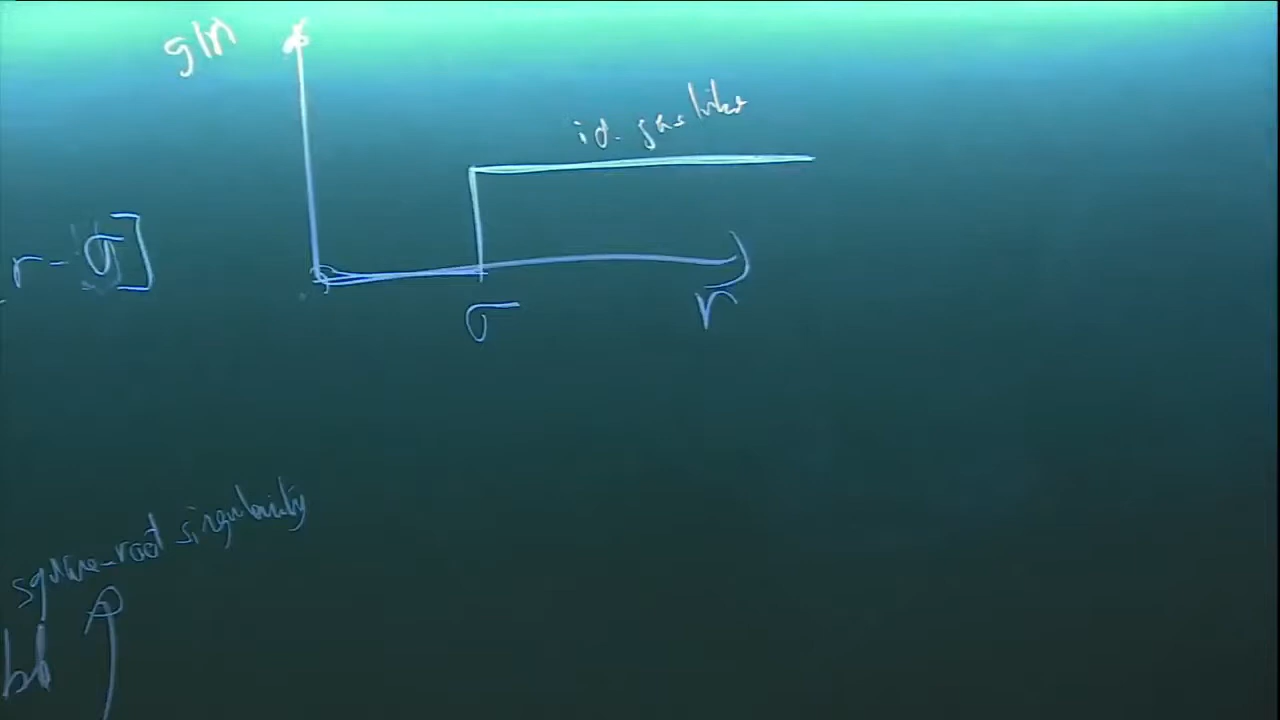 g(r)
id. gas like
r - σ]
σ
r
square-root singularity